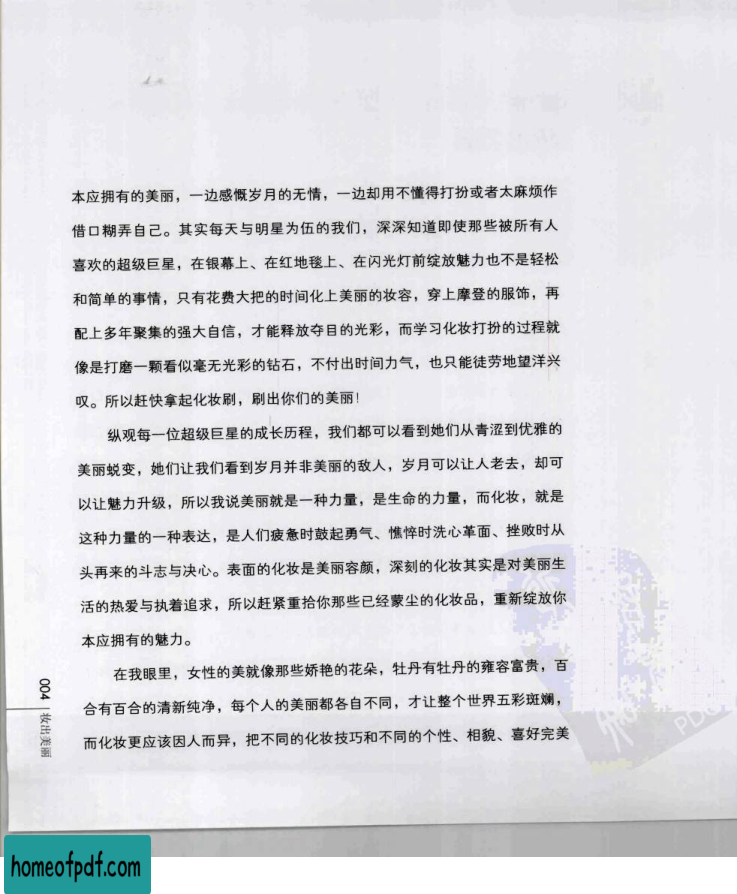 本应拥有的美丽，一边感慨岁月的无情，一边却用不懂得打扮或者太麻烦作
借口糊弄自己。其实每天与明星为伍的我们，深深知道即使那些被所有人
喜欢的超级巨星，在银幕上、在红地毯上、在闪光灯前绽放魅力也不是轻松
和简单的事情，只有花费大把的时间化上美丽的妆容，穿上摩登的服饰，再
配上多年聚集的强大自信，才能释放夺目的光彩，而学习化妆打扮的过程就
像是打磨一颗看似毫无光彩的钻石，不付出时间力气，也只能徒劳地望洋兴
叹。所以赶快拿起化妆刷，刷出你们的美丽！
纵观每一位超级巨星的成长历程，我们都可以看到她们从青涩到优雅的
美丽蜕变，她们让我们看到岁月并非美丽的敌人，岁月可以让人老去，却可
以让魅力升级，所以我说美丽就是一种力量，是生命的力量，而化妆，就是
这种力量的一种表达，是人们疲惫时鼓起勇气、憔悴时洗心革面、挫败时从
头再来的斗志与决心。表面的化妆是美丽容颜，深刻的化妆其实是对美丽生
活的热爱与执着追求，所以赶紧重拾你那些已经蒙尘的化妆品，重新绽放你
本应拥有的魅力。
在我眼里，女性的美就像那些娇艳的花朵，牡丹有牡丹的雍容富贵，百
合有百合的清新纯净，每个人的美丽都各自不同，才让整个世界五彩斑斓，
而化妆更应该因人而异，把不同的化妆技巧和不同的个性、相貌、喜好完美
004 妆出美丽
PDG
homeofpdf.com